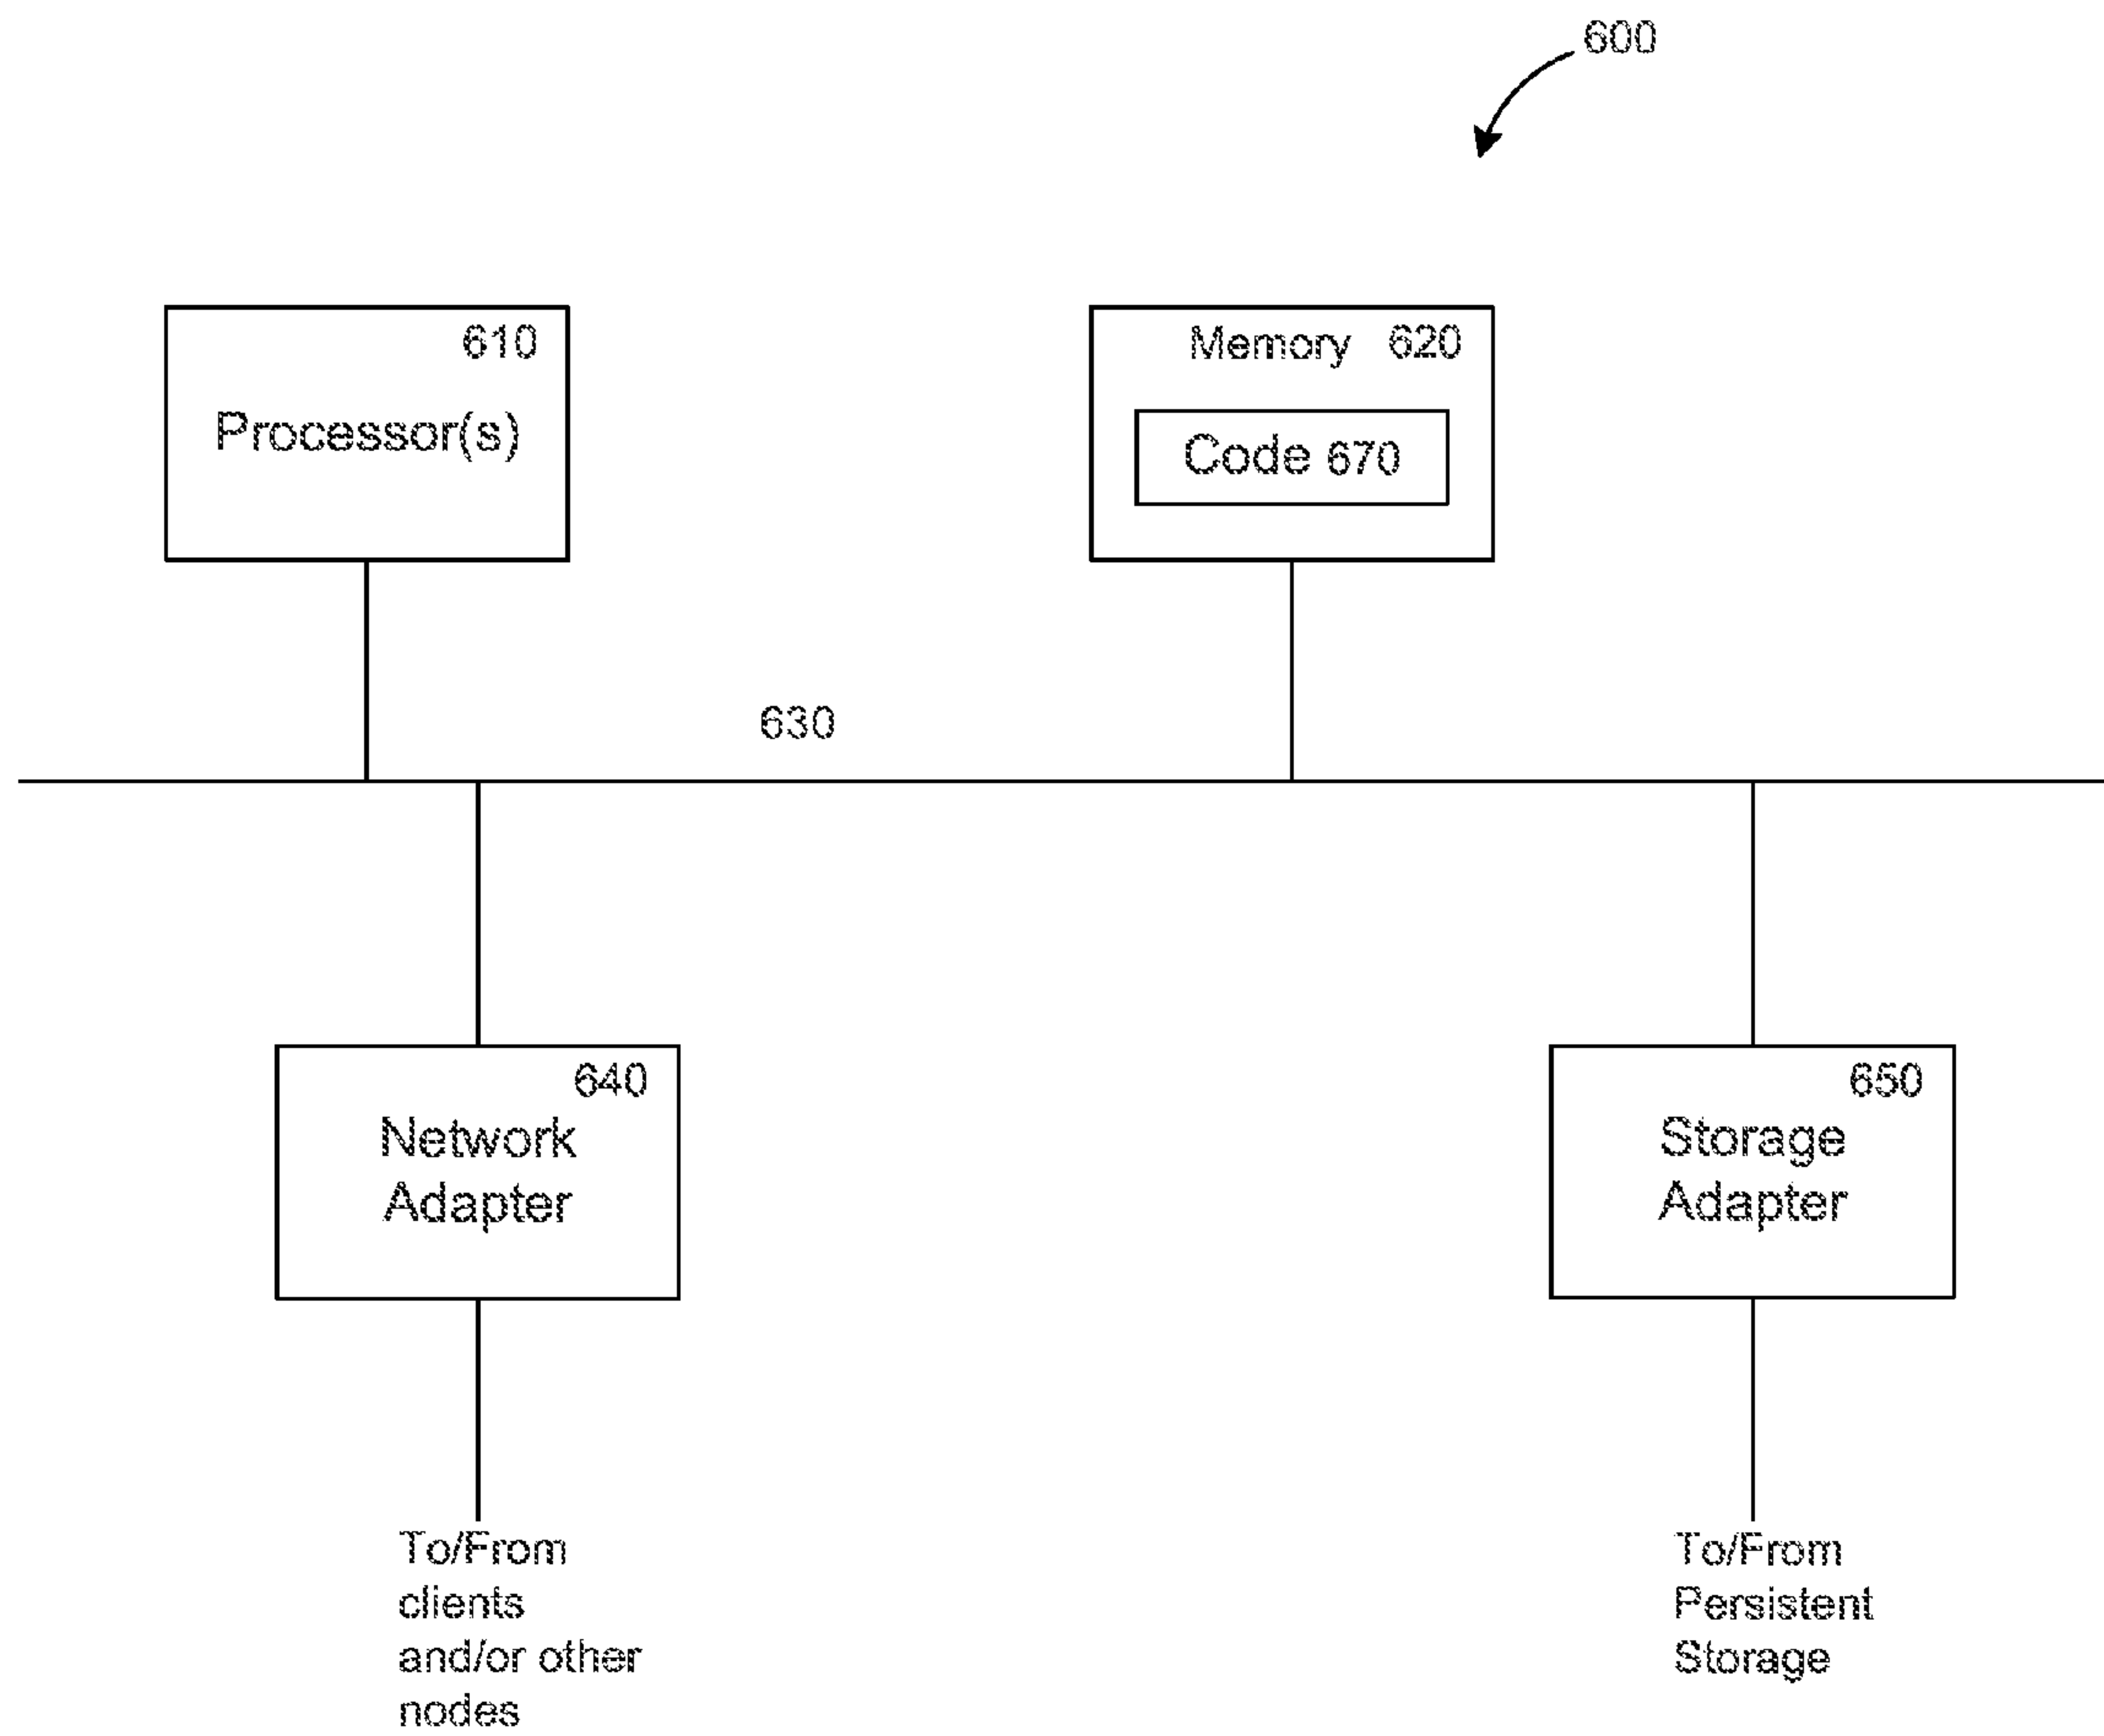 600
610
Processor(s)
Memory 620
Code 670
630
640
Network
Adapter
650
Storage
Adapter
To/From
clients
and/or other
nodes
To/From
Persistent
Storage